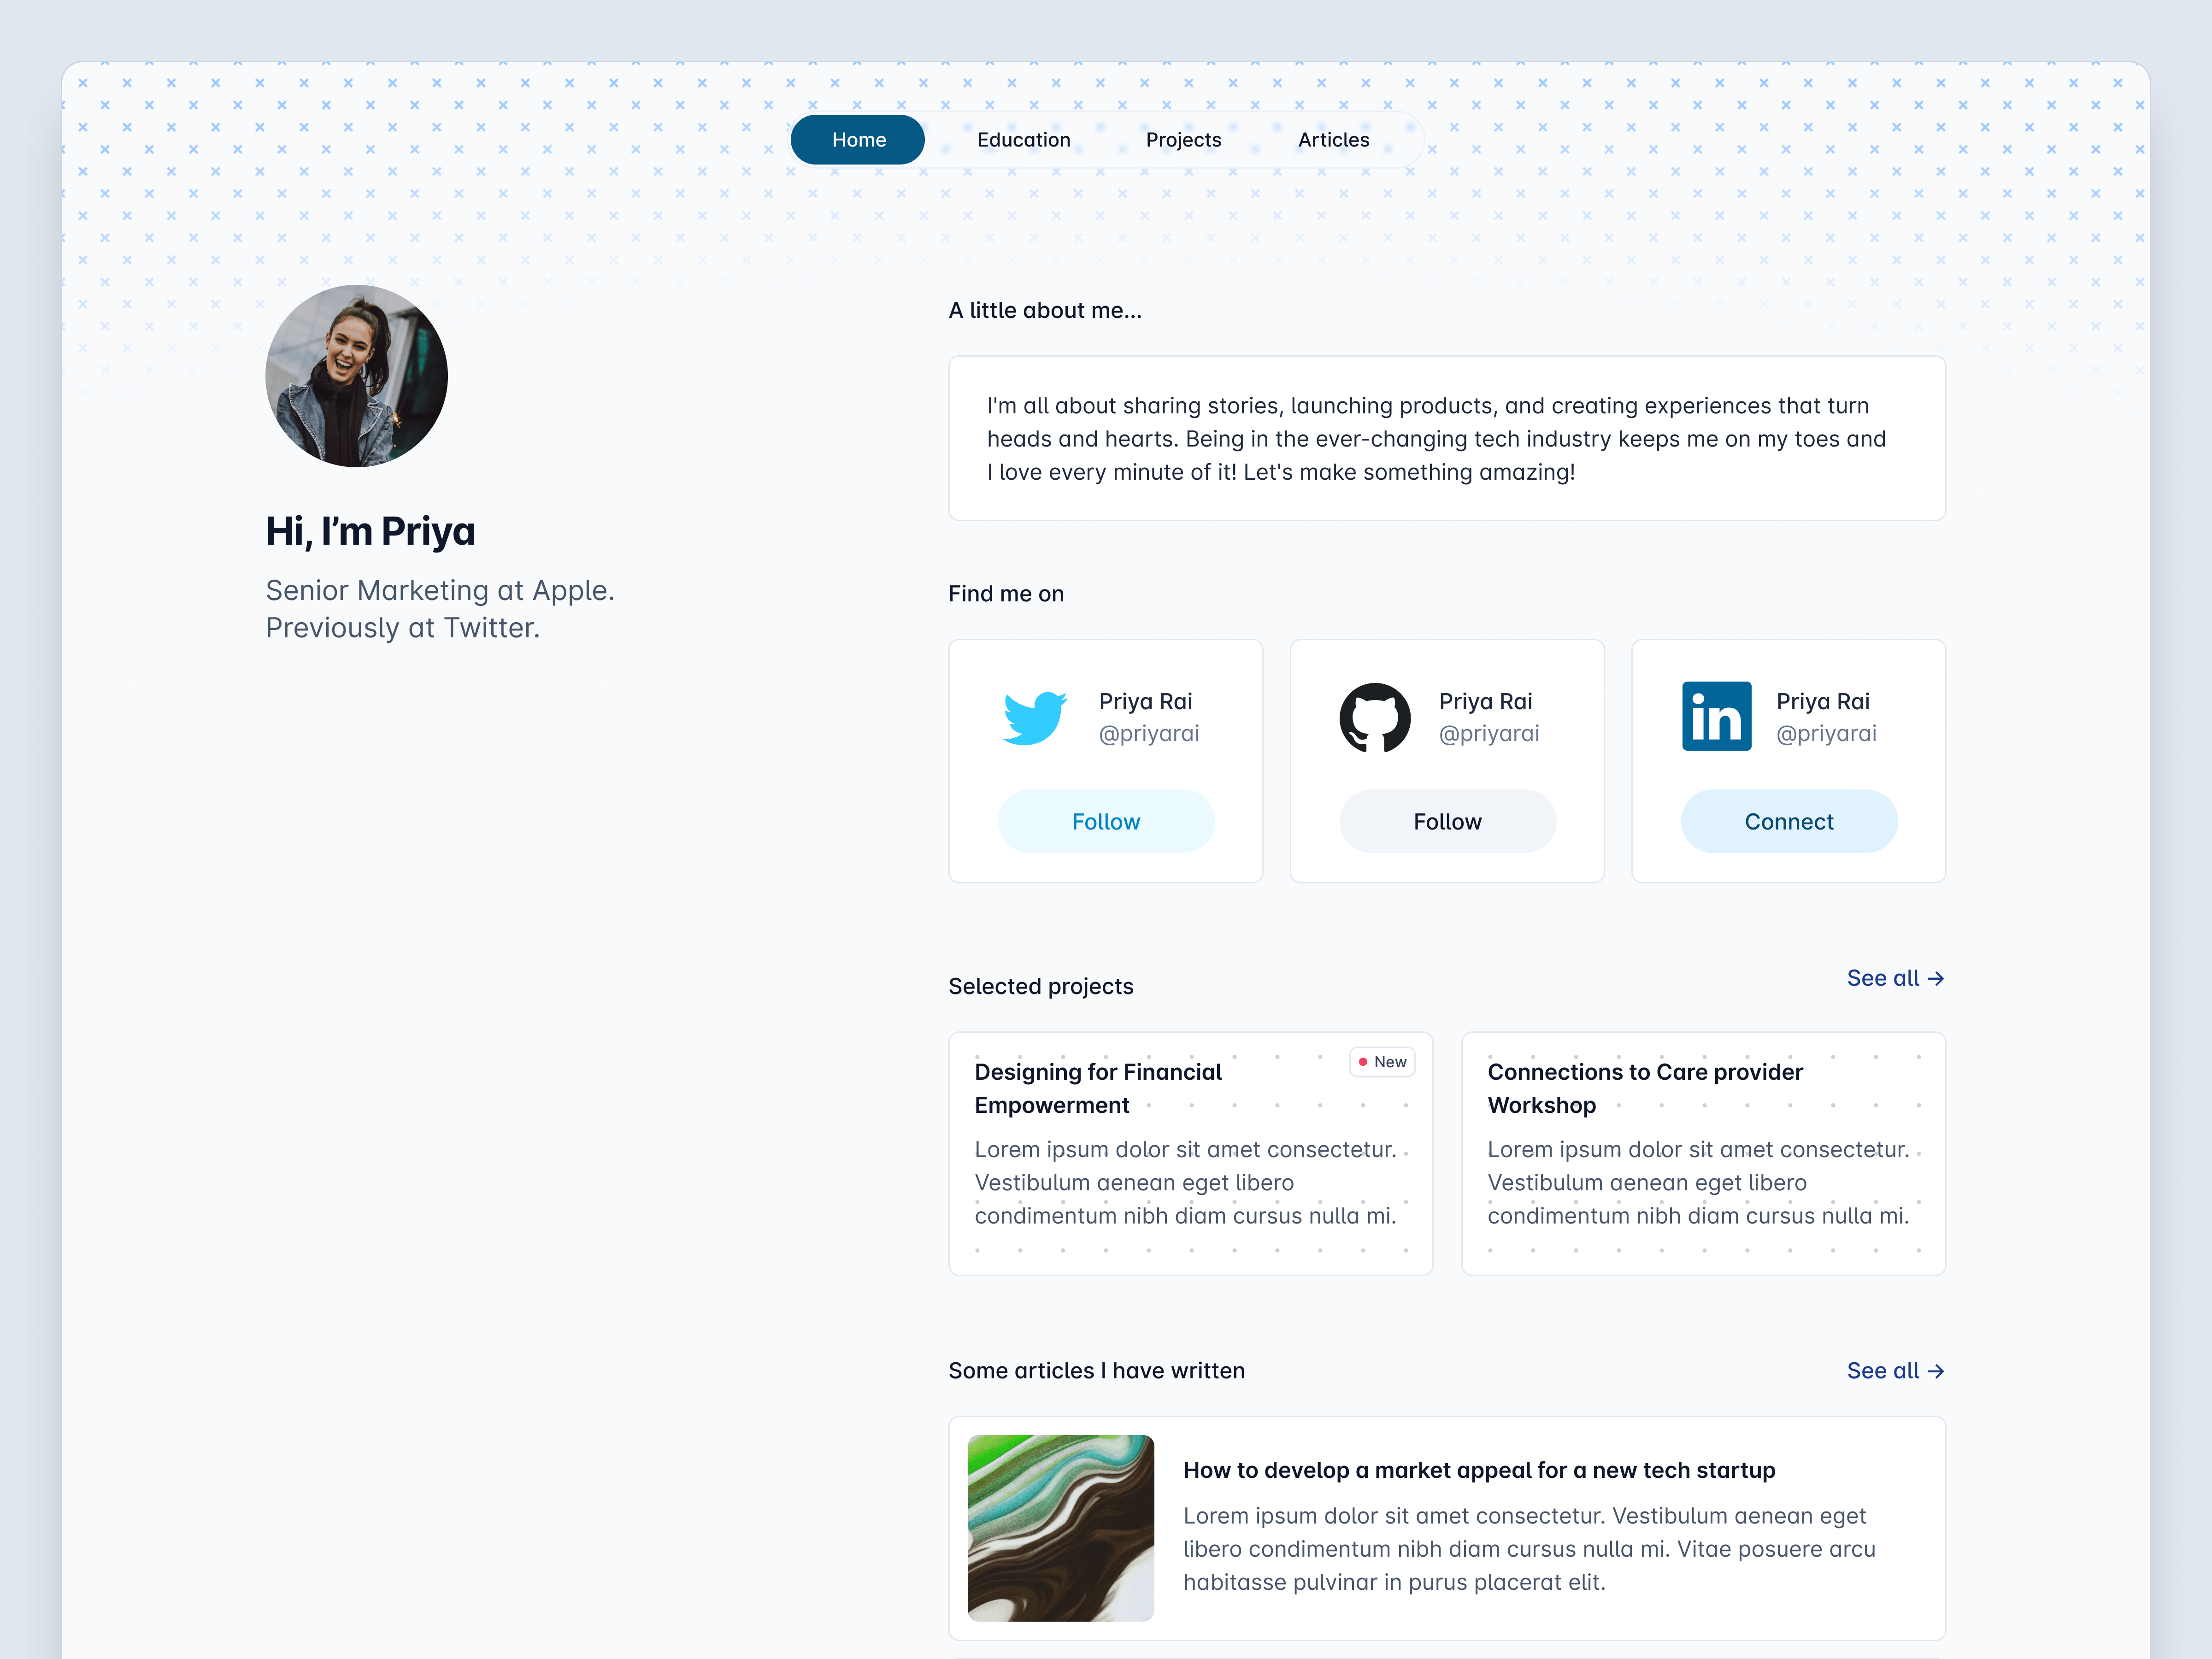 Home
Education
Projects
Articles
Hi, I’m Priya
Senior Marketing at Apple.
Previously at Twitter.
A little about me...
I'm all about sharing stories, launching products, and creating experiences that turn
heads and hearts. Being in the ever-changing tech industry keeps me on my toes and
I love every minute of it! Let's make something amazing!
Find me on
Priya Rai
@priyarai
Follow
Priya Rai
@priyarai
Follow
in
Priya Rai
@priyarai
Connect
Selected projects
See all →
Designing for Financial
Empowerment
New
Lorem ipsum dolor sit amet consectetur.
Vestibulum aenean eget libero
condimentum nibh diam cursus nulla mi.
Connections to Care provider
Workshop
Lorem ipsum dolor sit amet consectetur.
Vestibulum aenean eget libero
condimentum nibh diam cursus nulla mi.
Some articles I have written
See all →
How to develop a market appeal for a new tech startup
Lorem ipsum dolor sit amet consectetur. Vestibulum aenean eget
libero condimentum nibh diam cursus nulla mi. Vitae posuere arcu
habitasse pulvinar in purus placerat elit.